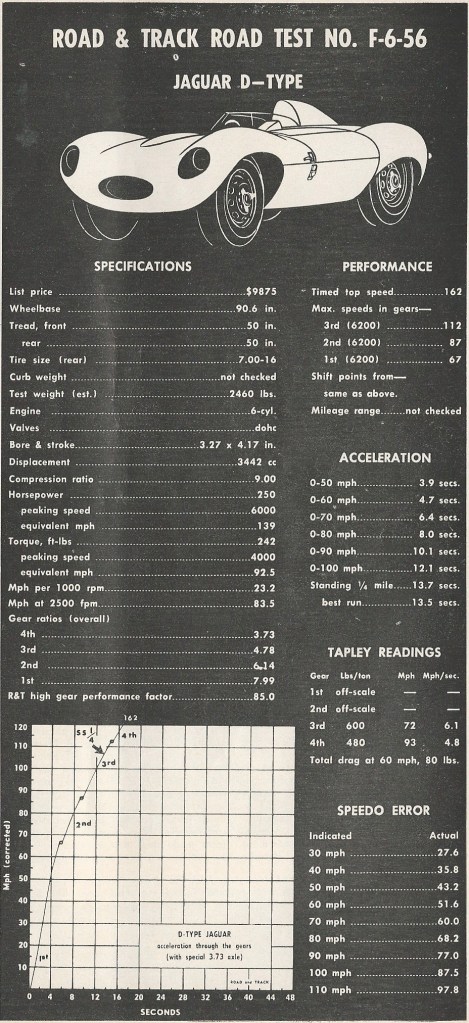 ROAD & TRACK ROAD TEST NO. F-6-56
JAGUAR D—TYPE
SPECIFICATIONS
List price $9875
Wheelbase 90.6 in.
Tread, front 50 in.
rear 50 in.
Tire size (rear) 7.00-16
Curb weight not checked
Test weight (est.) 2460 lbs.
Engine 6-cyl.
Valves dohc
Bore & stroke 3.27 x 4.17 in.
Displacement 3442 cc
Compression ratio 9.00
Horsepower 250
peaking speed 6000
equivalent mph 139
Torque, ft-lbs 242
peaking speed 4000
equivalent mph 92.5
Mph per 1000 rpm 23.2
Mph at 2500 fpm 83.5
Gear ratios (overall)
4th 3.73
3rd 4.78
2nd 6.14
1st 7.99
R&T high gear performance factor 85.0
PERFORMANCE
Timed top speed 162
Max. speeds in gears—
3rd (6200) 112
2nd (6200) 87
1st (6200) 67
Shift points from—
same as above.
Mileage range not checked
ACCELERATION
0-50 mph 3.9 secs.
0-60 mph 4.7 secs.
0-70 mph 6.4 secs.
0-80 mph 8.0 secs.
0-90 mph 10.1 secs.
0-100 mph 12.1 secs.
Standing ¼ mile 13.7 secs.
best run 13.5 secs.
TAPLEY READINGS
Gear Lbs/ton Mph Mph/sec.
1st off-scale — —
2nd off-scale — —
3rd 600 72 6.1
4th 480 93 4.8
Total drag at 60 mph, 80 lbs.
SPEEDO ERROR
Indicated Actual
30 mph 27.6
40 mph 35.8
50 mph 43.2
60 mph 51.6
70 mph 60.0
80 mph 68.2
90 mph 77.0
100 mph 87.5
110 mph 97.8
162
120
110
100
90
80
70
60
50
40
30
20
10
Mph (corrected)
SS ¼
4th
3rd
2nd
1st
D-TYPE JAGUAR
acceleration through the gears
(with special 3.73 axle)
ROAD and TRACK
0 4 8 12 16 20 24 28 32 36 40 44 48
SECONDS